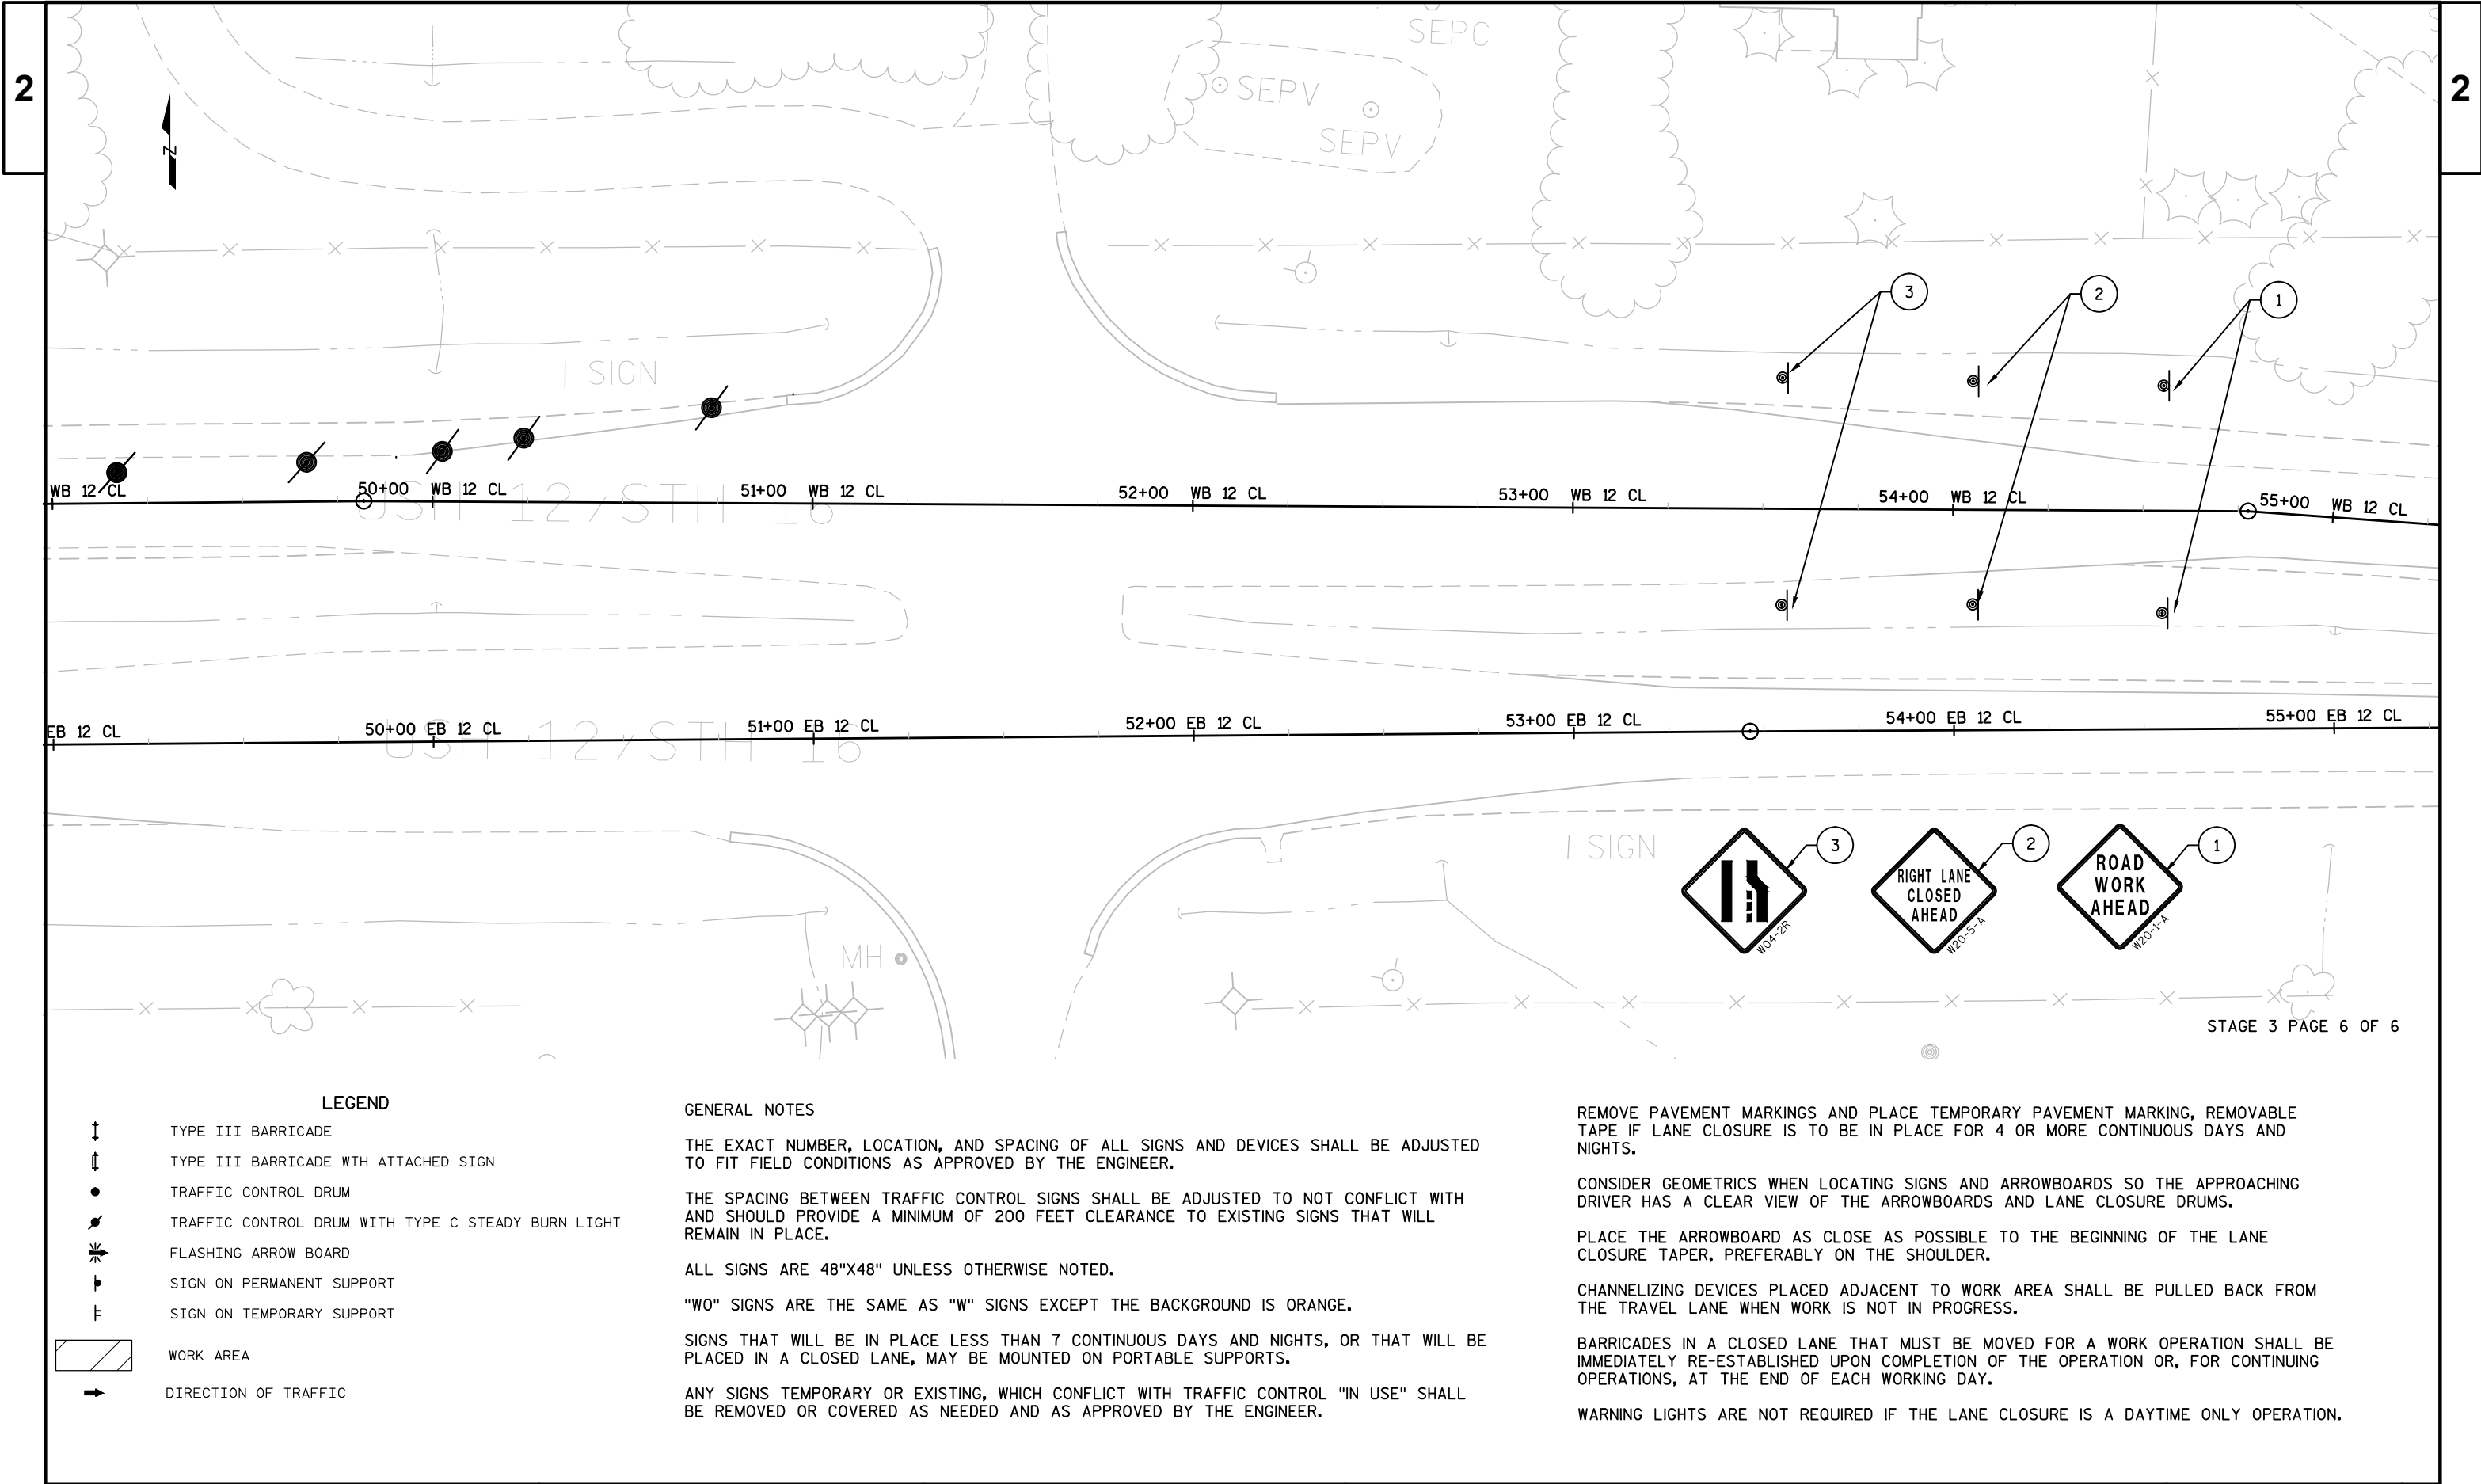 2
2
SEPC
SEPV
SEPV
N
3
2
1
I SIGN
WB 12 CL
50+00 WB 12 CL
51+00 WB 12 CL
52+00 WB 12 CL
53+00 WB 12 CL
54+00 WB 12 CL
55+00 WB 12 CL
USH 12/STH 16
EB 12 CL
50+00 EB 12 CL
51+00 EB 12 CL
52+00 EB 12 CL
53+00 EB 12 CL
54+00 EB 12 CL
55+00 EB 12 CL
USH 12/STH 16
I SIGN
3
2
1
WO4-2R
RIGHT LANE
CLOSED
AHEAD
W20-5-A
ROAD
WORK
AHEAD
W20-1-A
MH
STAGE 3 PAGE 6 OF 6
LEGEND
TYPE III BARRICADE
TYPE III BARRICADE WTH ATTACHED SIGN
TRAFFIC CONTROL DRUM
TRAFFIC CONTROL DRUM WITH TYPE C STEADY BURN LIGHT
FLASHING ARROW BOARD
SIGN ON PERMANENT SUPPORT
SIGN ON TEMPORARY SUPPORT
WORK AREA
DIRECTION OF TRAFFIC
GENERAL NOTES
THE EXACT NUMBER, LOCATION, AND SPACING OF ALL SIGNS AND DEVICES SHALL BE ADJUSTED
TO FIT FIELD CONDITIONS AS APPROVED BY THE ENGINEER.
THE SPACING BETWEEN TRAFFIC CONTROL SIGNS SHALL BE ADJUSTED TO NOT CONFLICT WITH
AND SHOULD PROVIDE A MINIMUM OF 200 FEET CLEARANCE TO EXISTING SIGNS THAT WILL
REMAIN IN PLACE.
ALL SIGNS ARE 48"X48" UNLESS OTHERWISE NOTED.
"WO" SIGNS ARE THE SAME AS "W" SIGNS EXCEPT THE BACKGROUND IS ORANGE.
SIGNS THAT WILL BE IN PLACE LESS THAN 7 CONTINUOUS DAYS AND NIGHTS, OR THAT WILL BE
PLACED IN A CLOSED LANE, MAY BE MOUNTED ON PORTABLE SUPPORTS.
ANY SIGNS TEMPORARY OR EXISTING, WHICH CONFLICT WITH TRAFFIC CONTROL "IN USE" SHALL
BE REMOVED OR COVERED AS NEEDED AND AS APPROVED BY THE ENGINEER.
REMOVE PAVEMENT MARKINGS AND PLACE TEMPORARY PAVEMENT MARKING, REMOVABLE
TAPE IF LANE CLOSURE IS TO BE IN PLACE FOR 4 OR MORE CONTINUOUS DAYS AND
NIGHTS.
CONSIDER GEOMETRICS WHEN LOCATING SIGNS AND ARROWBOARDS SO THE APPROACHING
DRIVER HAS A CLEAR VIEW OF THE ARROWBOARDS AND LANE CLOSURE DRUMS.
PLACE THE ARROWBOARD AS CLOSE AS POSSIBLE TO THE BEGINNING OF THE LANE
CLOSURE TAPER, PREFERABLY ON THE SHOULDER.
CHANNELIZING DEVICES PLACED ADJACENT TO WORK AREA SHALL BE PULLED BACK FROM
THE TRAVEL LANE WHEN WORK IS NOT IN PROGRESS.
BARRICADES IN A CLOSED LANE THAT MUST BE MOVED FOR A WORK OPERATION SHALL BE
IMMEDIATELY RE-ESTABLISHED UPON COMPLETION OF THE OPERATION OR, FOR CONTINUING
OPERATIONS, AT THE END OF EACH WORKING DAY.
WARNING LIGHTS ARE NOT REQUIRED IF THE LANE CLOSURE IS A DAYTIME ONLY OPERATION.